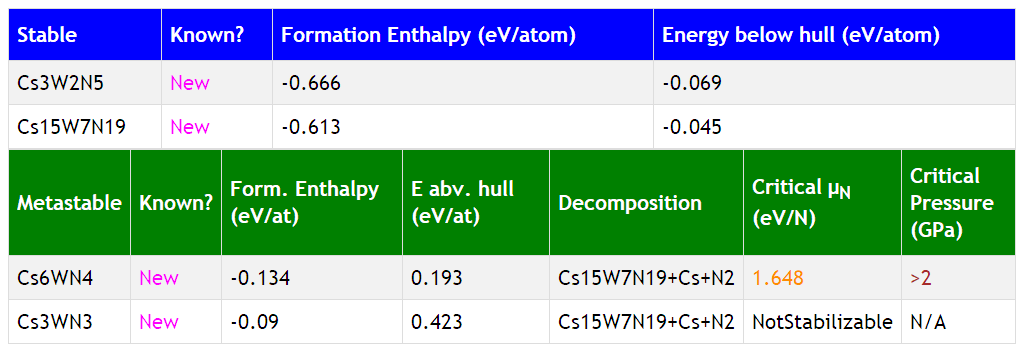 Stable Known? Formation Enthalpy (eV/atom) Energy below hull (eV/atom)
Cs3W2N5 New -0.666 -0.069
Cs15W7N19 New -0.613 -0.045
Metastable Known? Form. Enthalpy (eV/at) E abv. hull (eV/at) Decomposition Critical μN (eV/N) Critical Pressure (GPa)
Cs6WN4 New -0.134 0.193 Cs15W7N19+Cs+N2 1.648 >2
Cs3WN3 New -0.09 0.423 Cs15W7N19+Cs+N2 NotStabilizable N/A